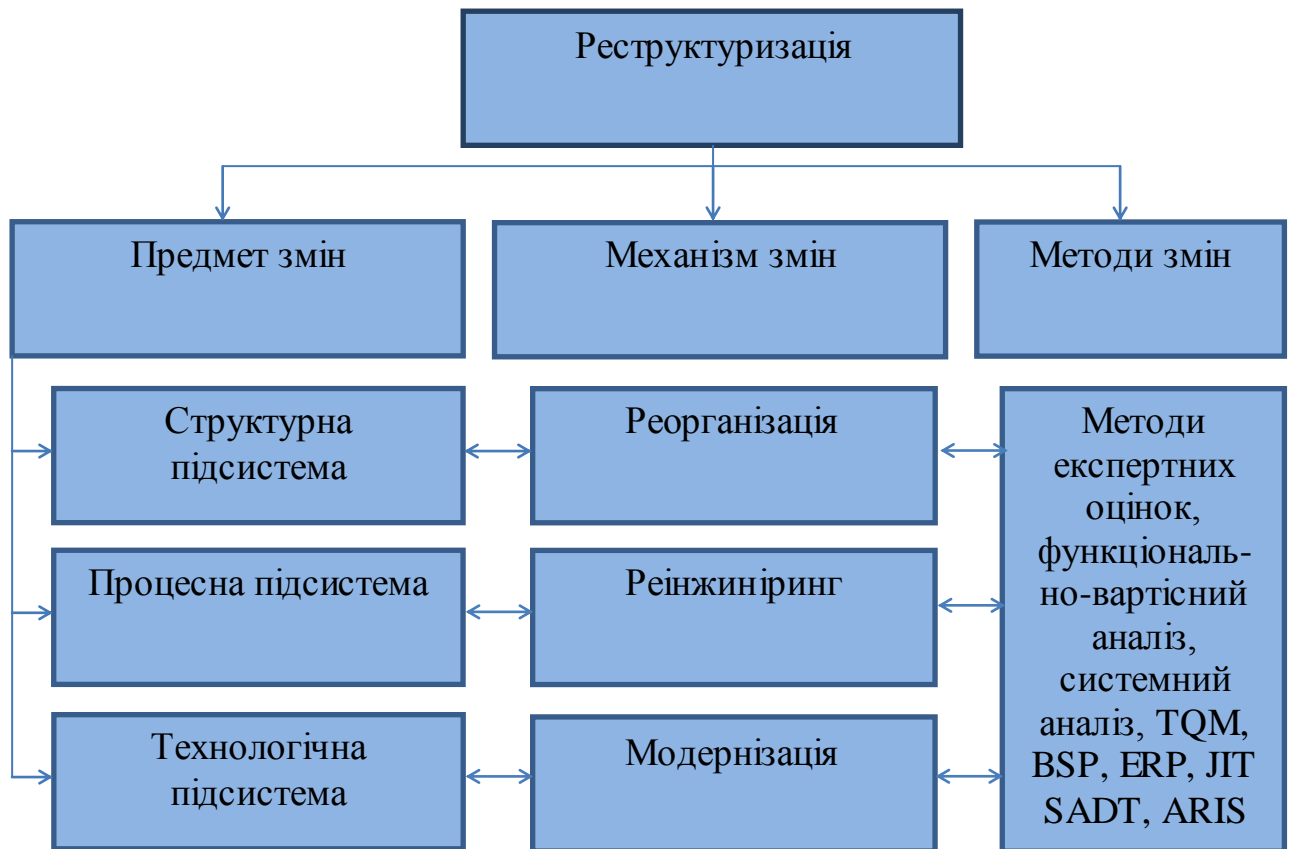 Реструктуризація
Предмет змін
Механізм змін
Методи змін
Структурна
підсистема
Реорганізація
Процесна підсистема
Реінжиніринг
Технологічна
підсистема
Модернізація
Методи
експертних
оцінок,
функціональ-
но-вартісний
аналіз,
системний
аналіз, TQM,
BSP, ERP, JIT
SADT, ARIS